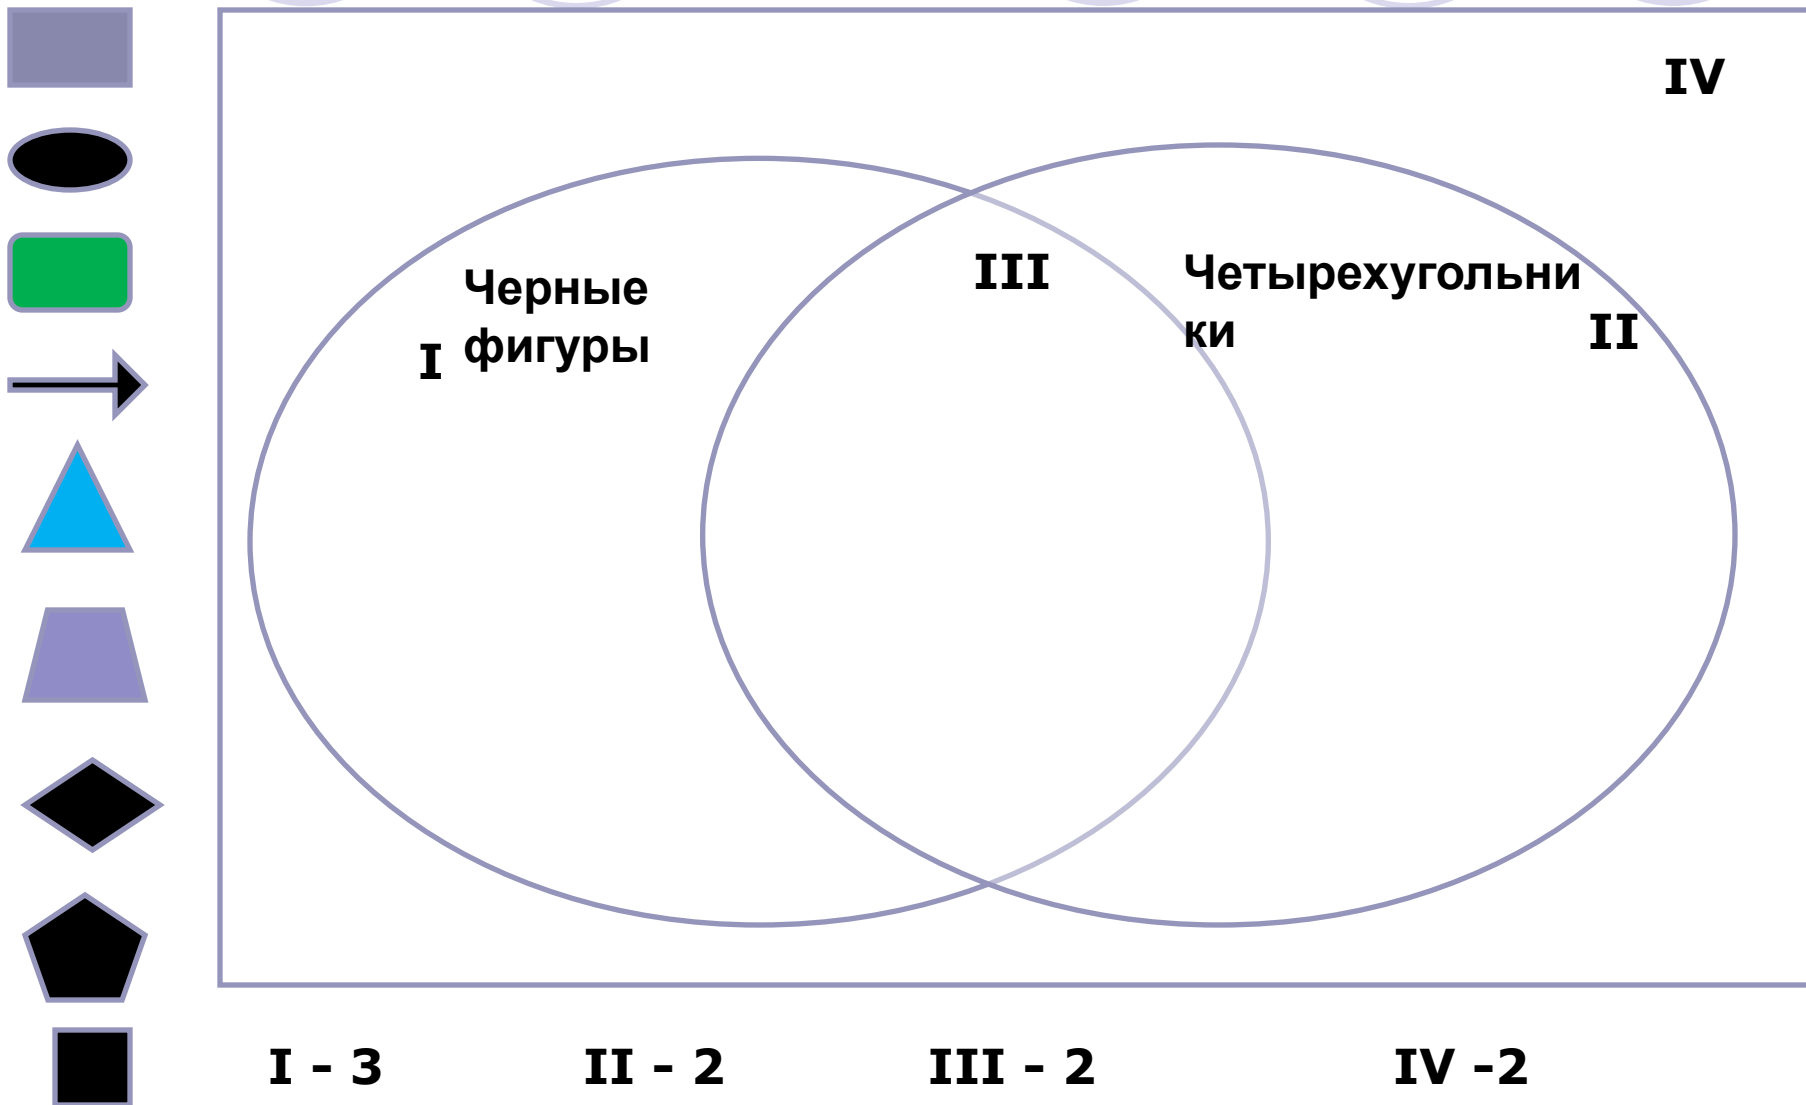 IV
Черные
фигуры
I
III
Четырехугольни
ки
II
I – 3
II – 2
III – 2
IV –2